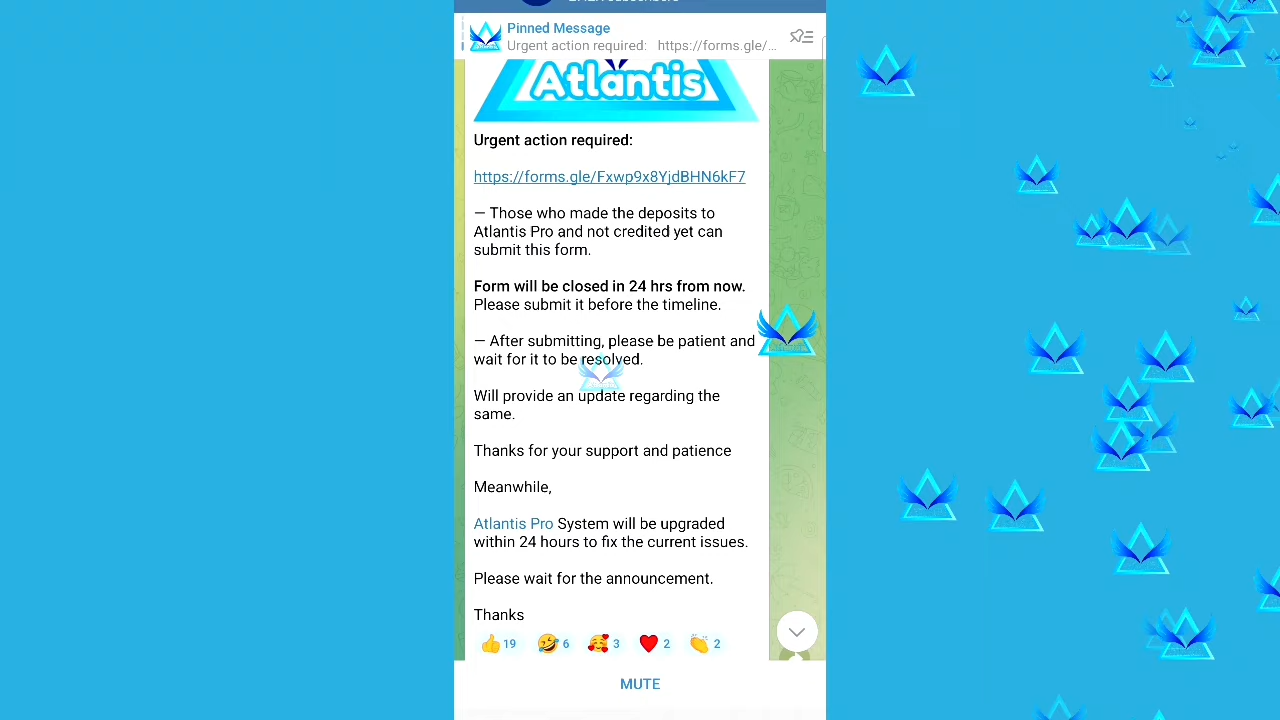 Pinned Message
Urgent action required: https://forms.gle/...
Atlantis
Urgent action required:
https://forms.gle/Fxwp9x8YjdBHN6kF7
— Those who made the deposits to
Atlantis Pro and not credited yet can
submit this form.
Form will be closed in 24 hrs from now.
Please submit it before the timeline.
— After submitting, please be patient and
wait for it to be resolved.
Will provide an update regarding the
same.
Thanks for your support and patience
Meanwhile,
Atlantis Pro System will be upgraded
within 24 hours to fix the current issues.
Please wait for the announcement.
Thanks
👍 19 🤣 6 🥰 3 ❤️ 2 👏 2
MUTE